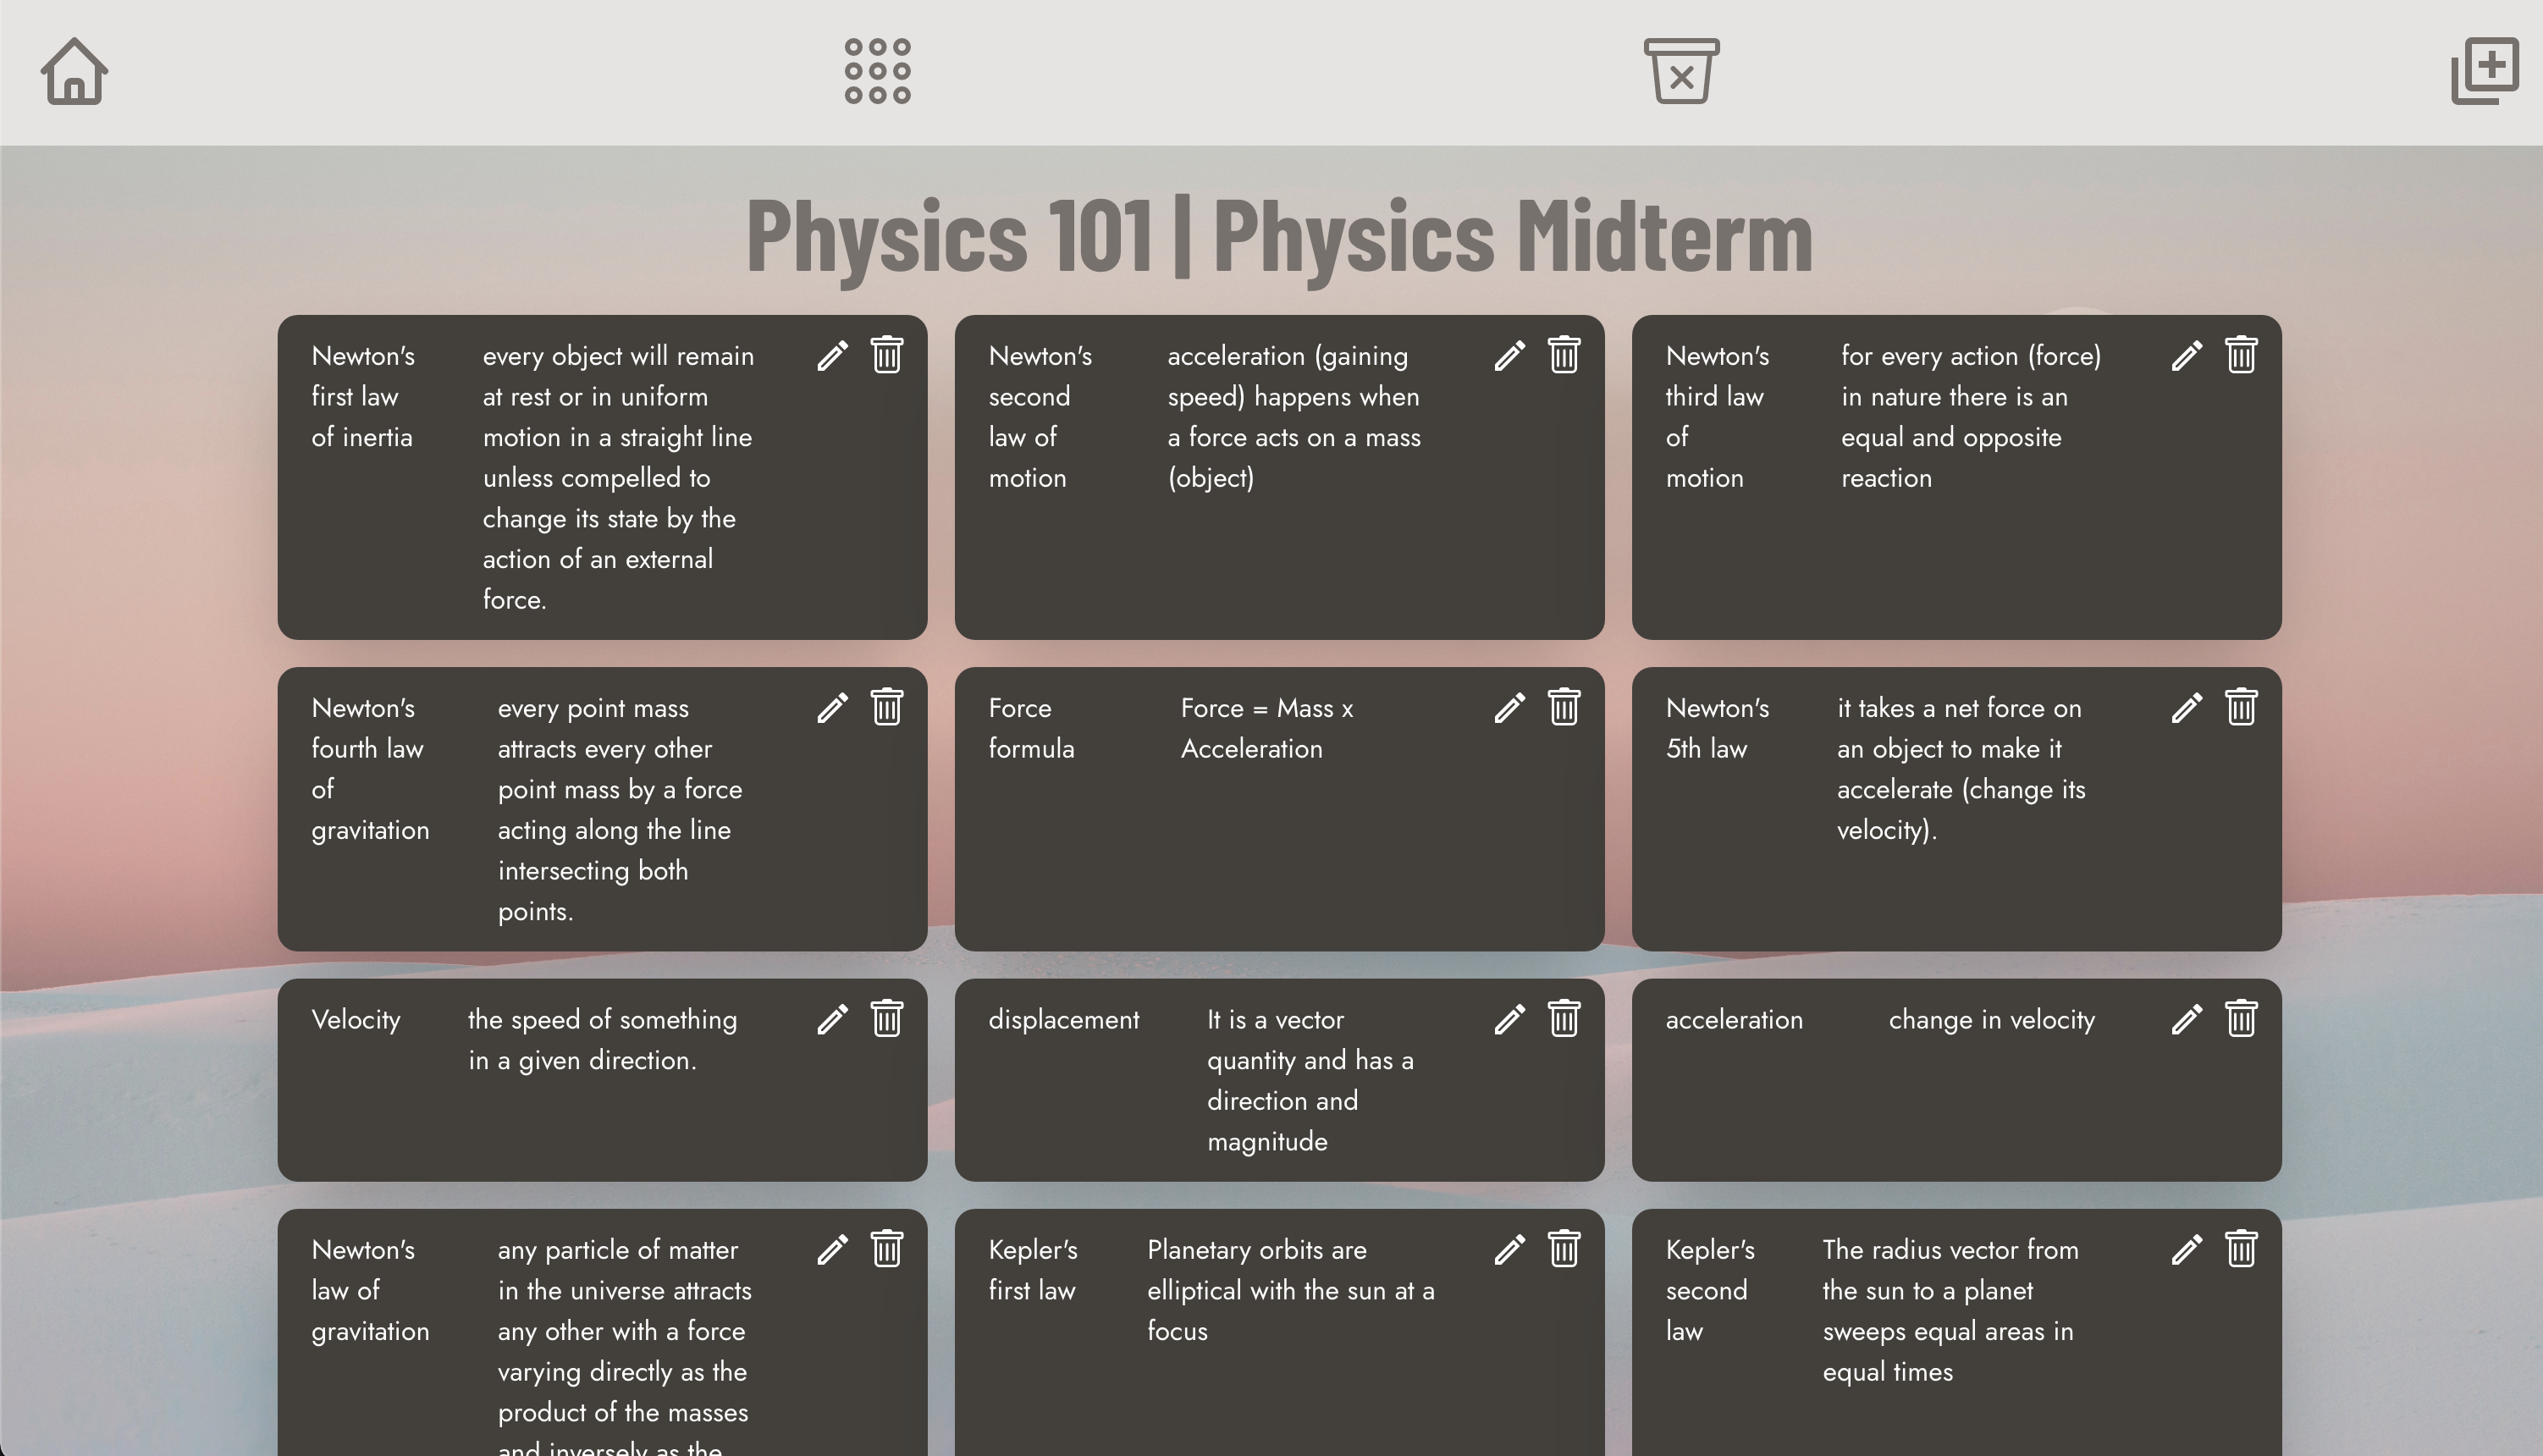 Physics 101 | Physics Midterm
Newton's
first law
of inertia
every object will remain
at rest or in uniform
motion in a straight line
unless compelled to
change its state by the
action of an external
force.
Newton's
second
law of
motion
acceleration (gaining
speed) happens when
a force acts on a mass
(object)
Newton's
third law
of
motion
for every action (force)
in nature there is an
equal and opposite
reaction
Newton's
fourth law
of
gravitation
every point mass
attracts every other
point mass by a force
acting along the line
intersecting both
points.
Force
formula
Force = Mass x
Acceleration
Newton's
5th law
it takes a net force on
an object to make it
accelerate (change its
velocity).
Velocity
the speed of something
in a given direction.
displacement
It is a vector
quantity and has a
direction and
magnitude
acceleration
change in velocity
Newton's
law of
gravitation
any particle of matter
in the universe attracts
any other with a force
varying directly as the
product of the masses
and inversely as the
Kepler's
first law
Planetary orbits are
elliptical with the sun at a
focus
Kepler's
second
law
The radius vector from
the sun to a planet
sweeps equal areas in
equal times